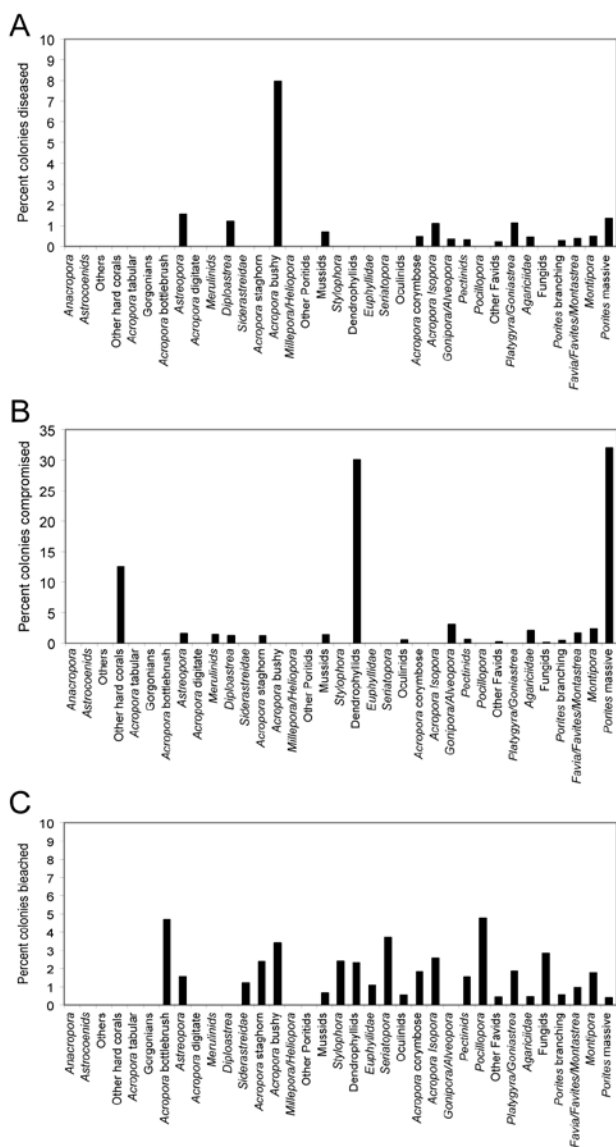 A
Percent colonies diseased
10
9
8
7
6
5
4
3
2
1
0
Anacropora
Astrocoenids
Others
Other hard corals
Acropora tabular
Gorgonians
Acropora bottlebrush
Astreopora
Acropora digitate
Merulinids
Diploastrea
Siderastreidae
Acropora staghorn
Acropora bushy
Millepora/Heliopora
Other Poritids
Mussids
Stylophora
Dendrophyllids
Euphyllidae
Seriatopora
Oculinids
Acropora corymbose
Acropora Isopora
Gonipora/Alveopora
Pectinids
Pocillopora
Other Favids
Platygyra/Goniastrea
Agariciidae
Fungids
Porites branching
Favia/Favites/Montastrea
Montipora
Porites massive
B
Percent colonies compromised
35
30
25
20
15
10
5
0
Anacropora
Astrocoenids
Others
Other hard corals
Acropora tabular
Gorgonians
Acropora bottlebrush
Astreopora
Acropora digitate
Merulinids
Diploastrea
Siderastreidae
Acropora staghorn
Acropora bushy
Millepora/Heliopora
Other Poritids
Mussids
Stylophora
Dendrophyllids
Euphyllidae
Seriatopora
Oculinids
Acropora corymbose
Acropora Isopora
Gonipora/Alveopora
Pectinids
Pocillopora
Other Favids
Platygyra/Goniastrea
Agariciidae
Fungids
Porites branching
Favia/Favites/Montastrea
Montipora
Porites massive
C
Percent colonies bleached
10
9
8
7
6
5
4
3
2
1
0
Anacropora
Astrocoenids
Others
Other hard corals
Acropora tabular
Gorgonians
Acropora bottlebrush
Astreopora
Acropora digitate
Merulinids
Diploastrea
Siderastreidae
Acropora staghorn
Acropora bushy
Millepora/Heliopora
Other Poritids
Mussids
Stylophora
Dendrophyllids
Euphyllidae
Seriatopora
Oculinids
Acropora corymbose
Acropora Isopora
Gonipora/Alveopora
Pectinids
Pocillopora
Other Favids
Platygyra/Goniastrea
Agariciidae
Fungids
Porites branching
Favia/Favites/Montastrea
Montipora
Porites massive